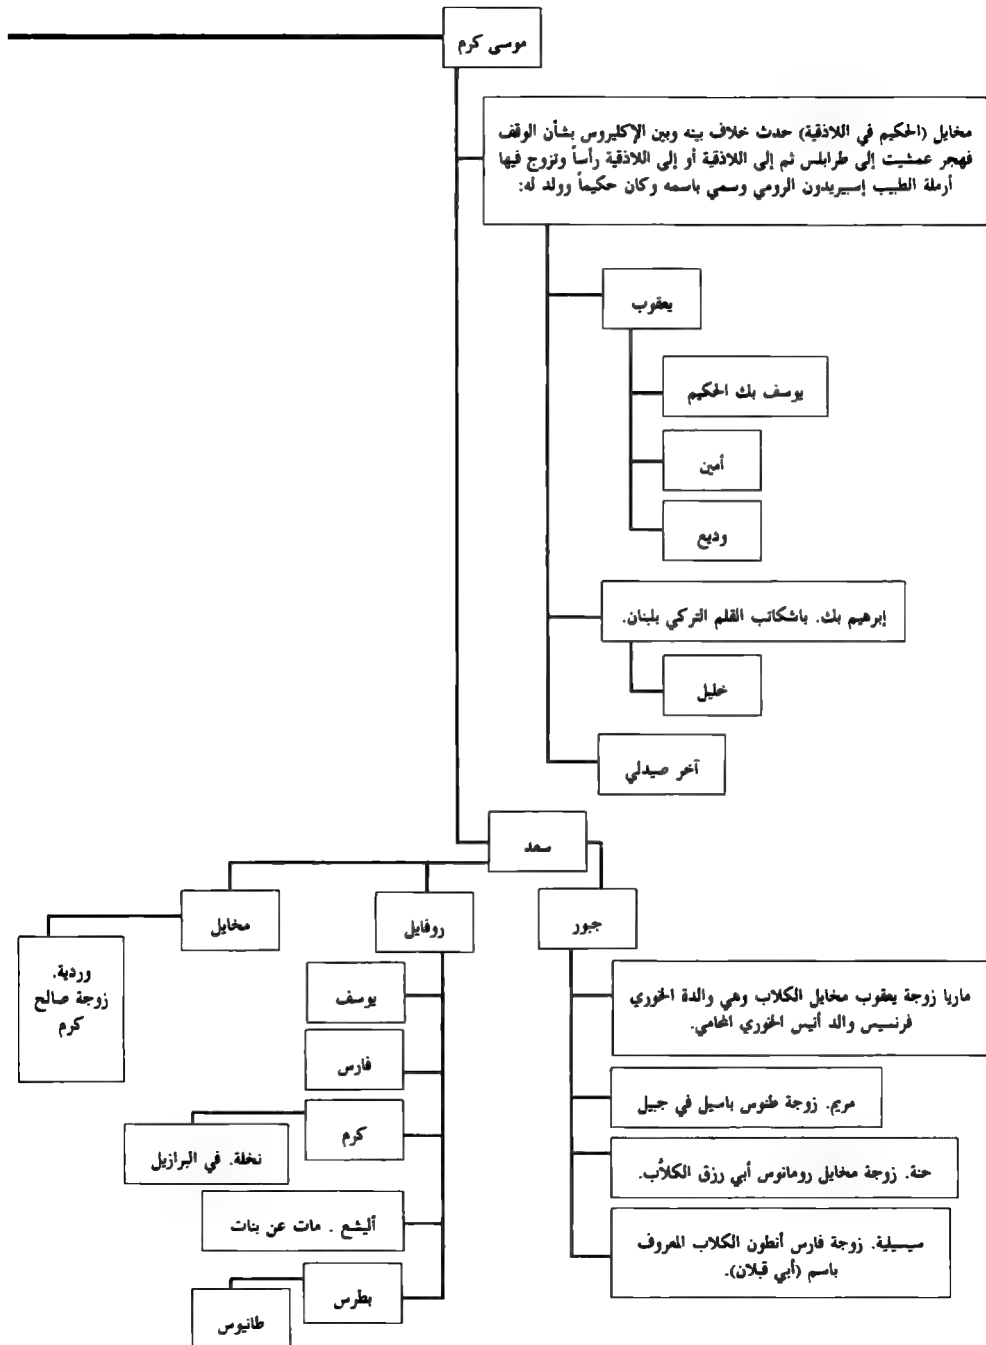 موسى كرم
مخايل (الحكيم في اللاذقية) حدث خلاف بينه وبين الإكليروس بشأن الوقف
فهجر عمشيت إلى طرابلس ثم إلى اللاذقية أو إلى اللاذقية رأساً وتزوج فيها
أرملة الطبيب إسبيريدون الرومي وسمي باسمه وكان حكيماً وولد له:
يعقوب
يوسف بك الحكيم
أمين
وديع
إبرهيم بك. باشكاتب القلم التركي بلبنان.
خليل
آخر صيدلي
سعد
جبور
روفايل
مخايل
ماريا زوجة يعقوب مخايل الكلاب وهي والدة الخوري
فرنسيس والد أنيس الخوري المحامي.
مريم. زوجة طنوس باسيل في جبيل
حنة. زوجة مخايل رومانوس أبي رزق الكلاّب.
سيسيلية. زوجة فارس أنطون الكلاب المعروف
باسم (أبي قبلان).
يوسف
فارس
كرم
نخلة. في البرازيل
أليشع . مات عن بنات
بطرس
طانيوس
وردية.
زوجة صالح
كرم